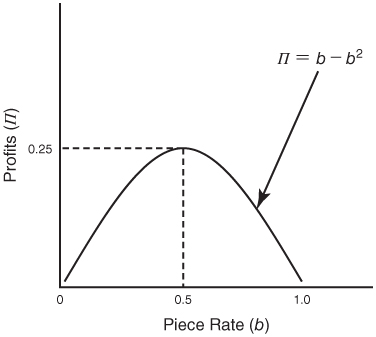 Π = b – b²
Profits (Π)
0.25
0
0.5
1.0
Piece Rate (b)